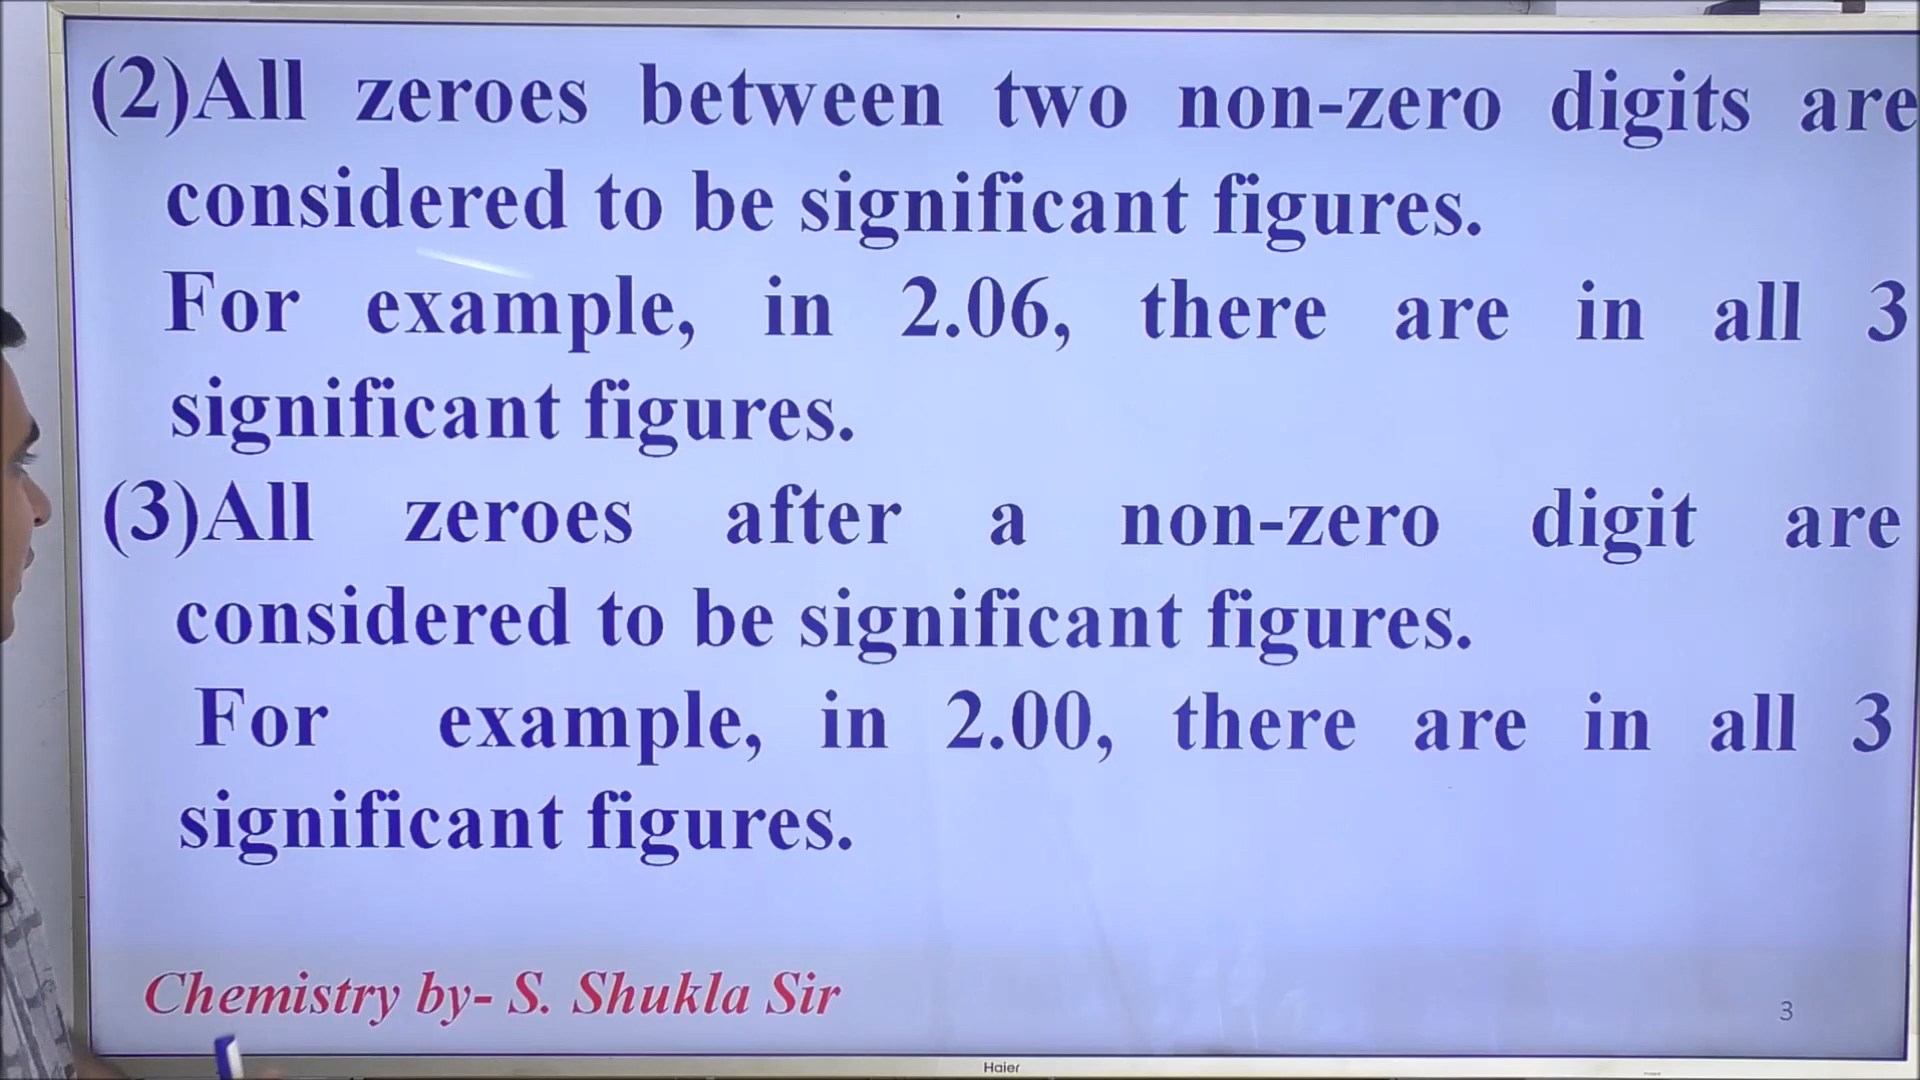 (2)All zeroes between two non-zero digits are
considered to be significant figures.
For example, in 2.06, there are in all 3
significant figures.
(3)All zeroes after a non-zero digit are
considered to be significant figures.
For example, in 2.00, there are in all 3
significant figures.
Chemistry by- S. Shukla Sir
3
Haier